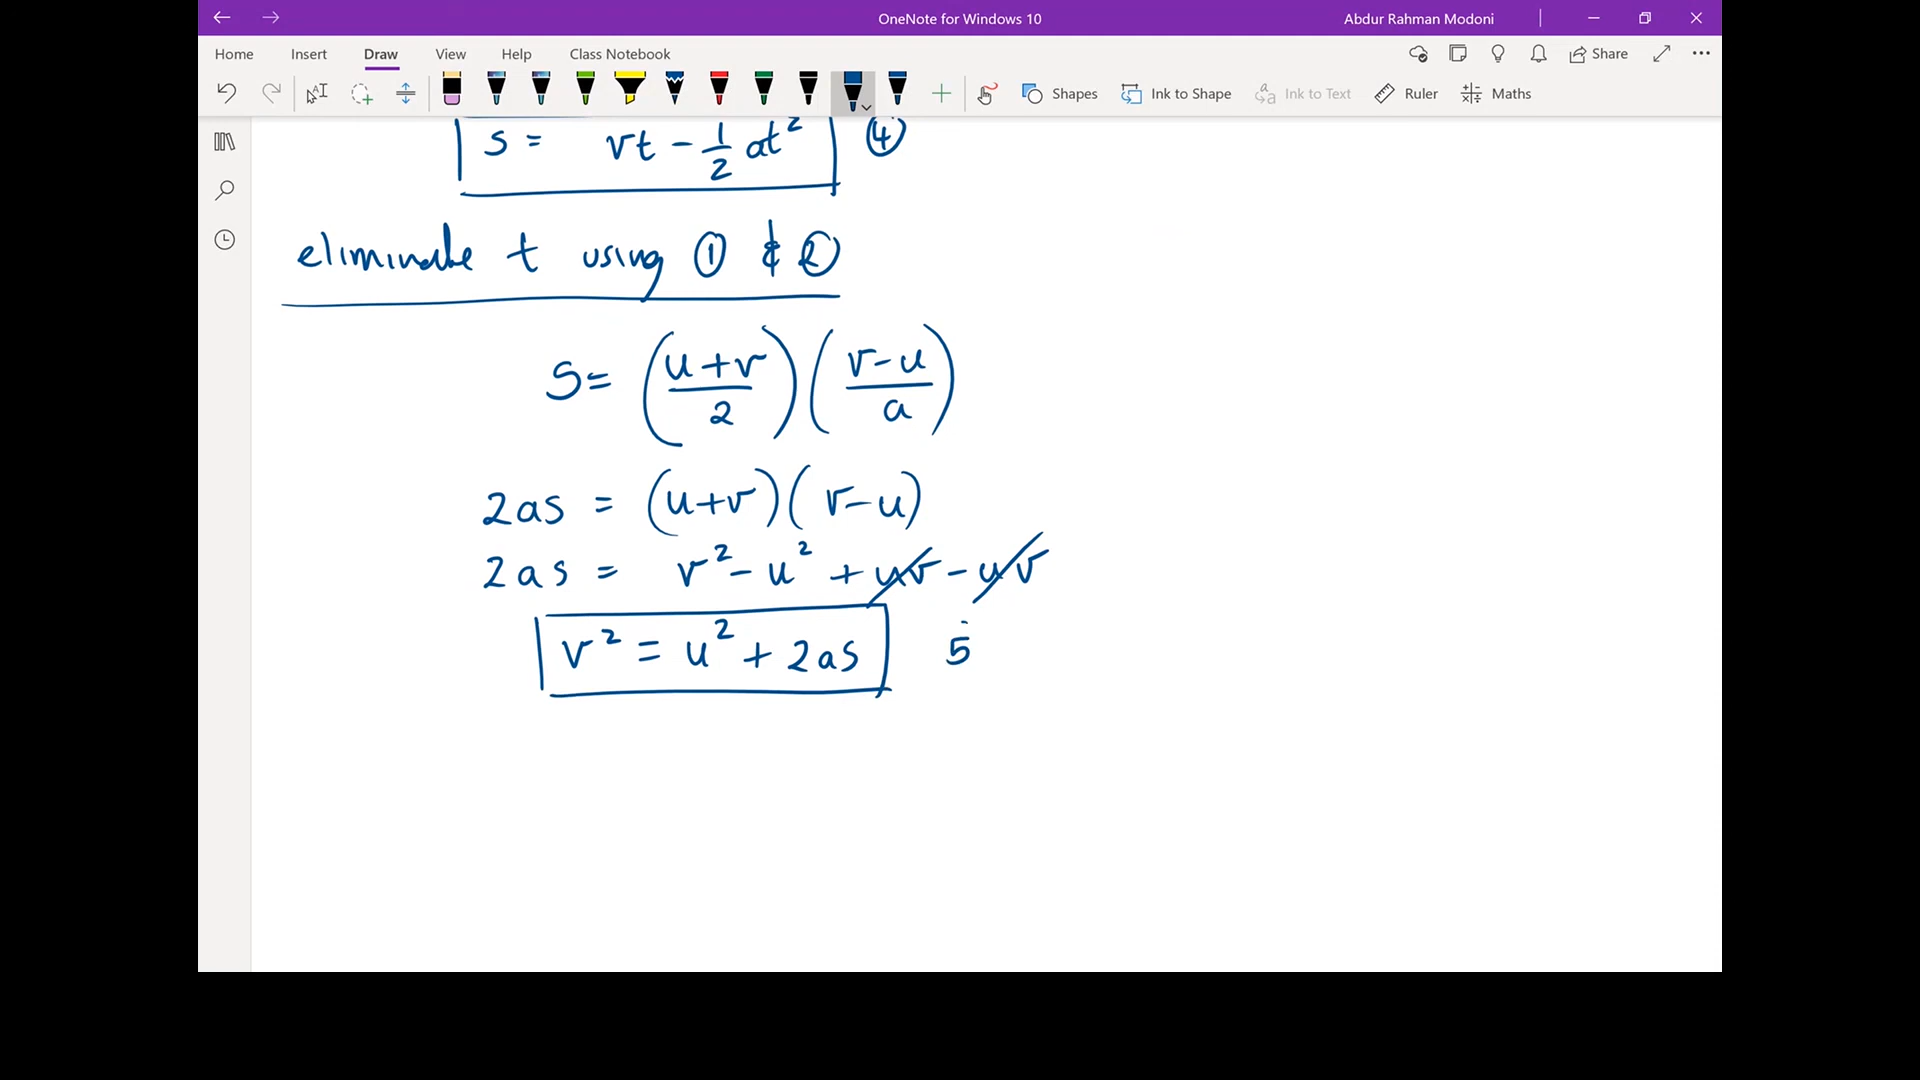 OneNote for Windows 10 Abdur Rahman Modoni
Home Insert Draw View Help Class Notebook Share
Shapes Ink to Shape Ink to Text Ruler Maths
s = vt - 1/2 at² ④
eliminate t using ① & ②
S = (u+v/2)(v-u/a)
2as = (u+v)(v-u)
2as = v² - u² + uv - uv
v² = u² + 2as 5